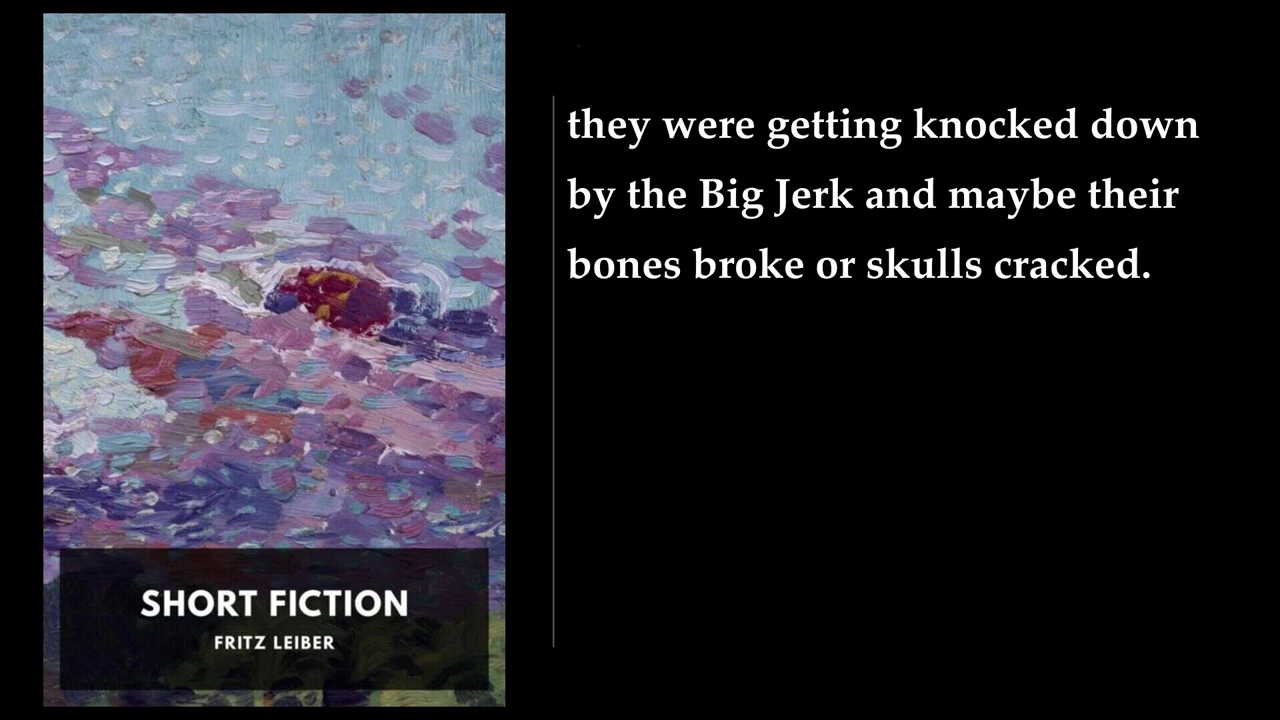 they were getting knocked down
by the Big Jerk and maybe their
bones broke or skulls cracked.
SHORT FICTION
FRITZ LEIBER